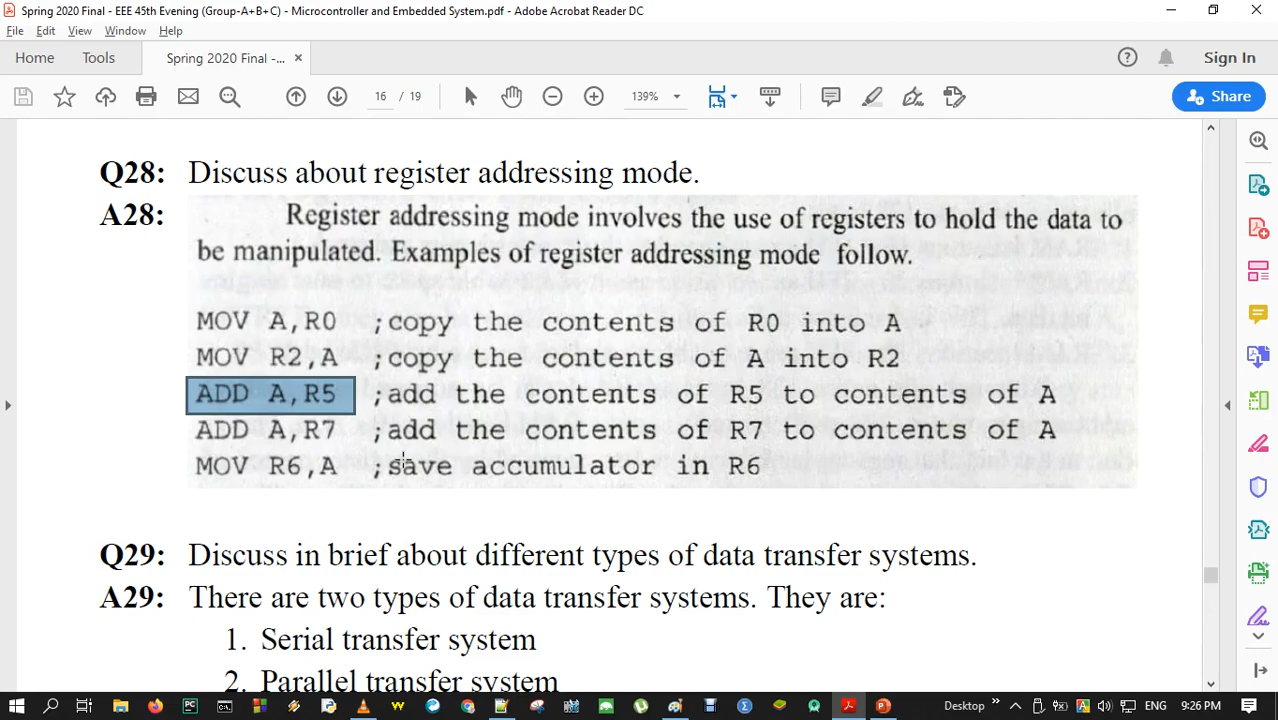 Spring 2020 Final - EEE 45th Evening (Group-A+B+C) - Microcontroller and Embedded System.pdf - Adobe Acrobat Reader DC
File Edit View Window Help
Home Tools Spring 2020 Final -... × Sign In
16 / 19 139% Share
Q28: Discuss about register addressing mode.
A28: Register addressing mode involves the use of registers to hold the data to
be manipulated. Examples of register addressing mode follow.
MOV A,R0 ;copy the contents of R0 into A
MOV R2,A ;copy the contents of A into R2
ADD A,R5 ;add the contents of R5 to contents of A
ADD A,R7 ;add the contents of R7 to contents of A
MOV R6,A ;save accumulator in R6
Q29: Discuss in brief about different types of data transfer systems.
A29: There are two types of data transfer systems. They are:
1. Serial transfer system
2. Parallel transfer system
Desktop ENG 9:26 PM